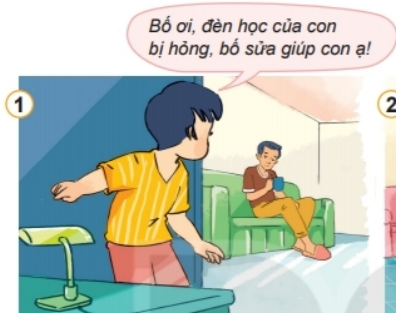 Bố ơi, đèn học của con
bị hỏng, bố sửa giúp con ạ!
1
2